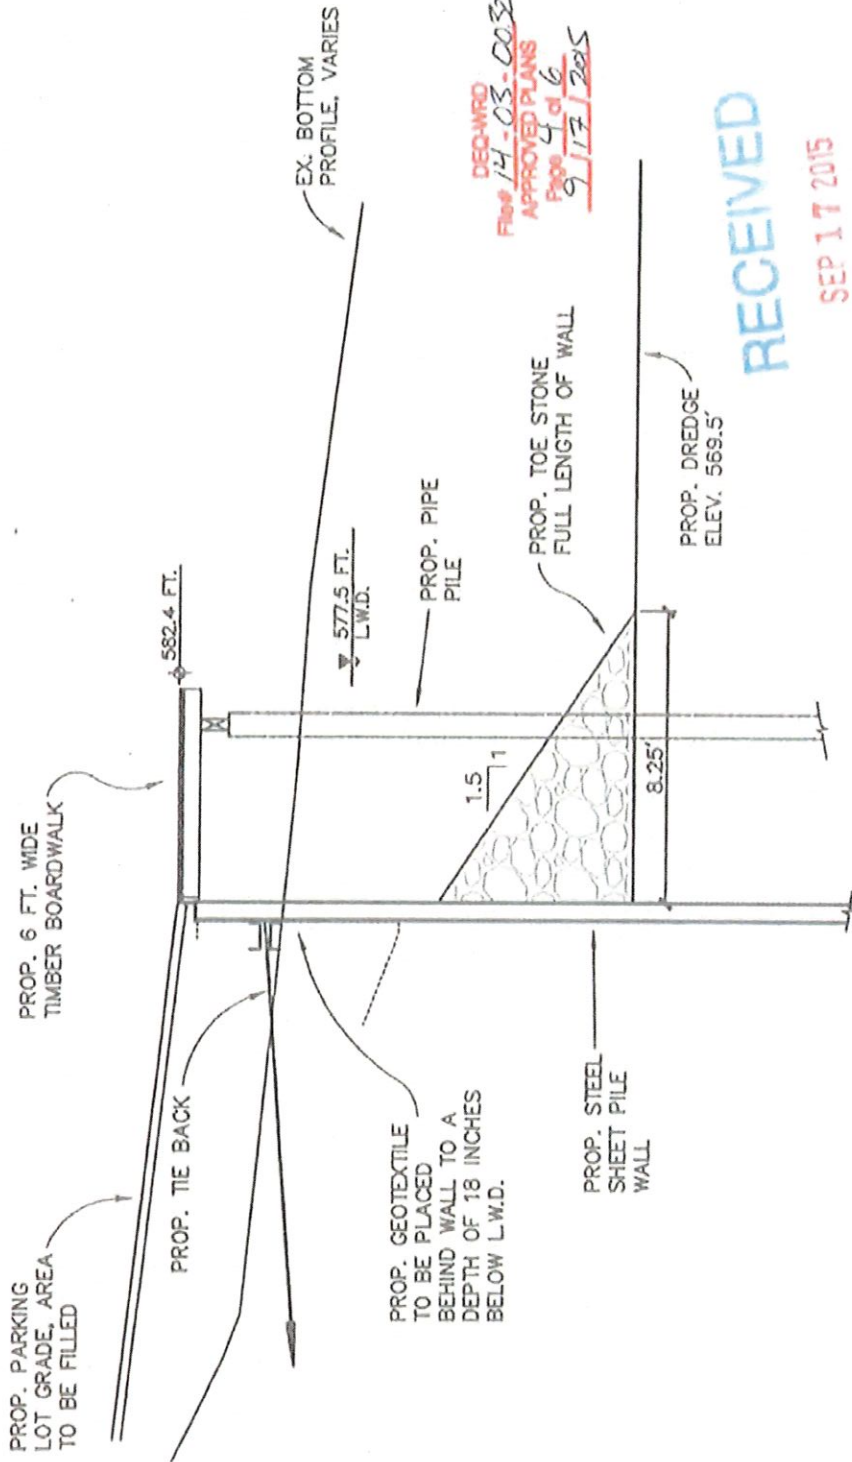 PROP. PARKING
LOT GRADE, AREA
TO BE FILLED
PROP. 6 FT. WIDE
TIMBER BOARDWALK
582.4 FT.
EX. BOTTOM
PROFILE, VARIES
PROP. TIE BACK
577.5 FT.
L.W.D.
PROP. PIPE
PILE
PROP. GEOTEXTILE
TO BE PLACED
BEHIND WALL TO A
DEPTH OF 18 INCHES
BELOW L.W.D.
1.5
1
PROP. TOE STONE
FULL LENGTH OF WALL
PROP. STEEL
SHEET PILE
WALL
8.25'
PROP. DREDGE
ELEV. 569.5'
DEQ-WRD
File# 14-03-0032
APPROVED PLANS
Page 4 of 6
9/17/2015
RECEIVED
SEP 17 2015